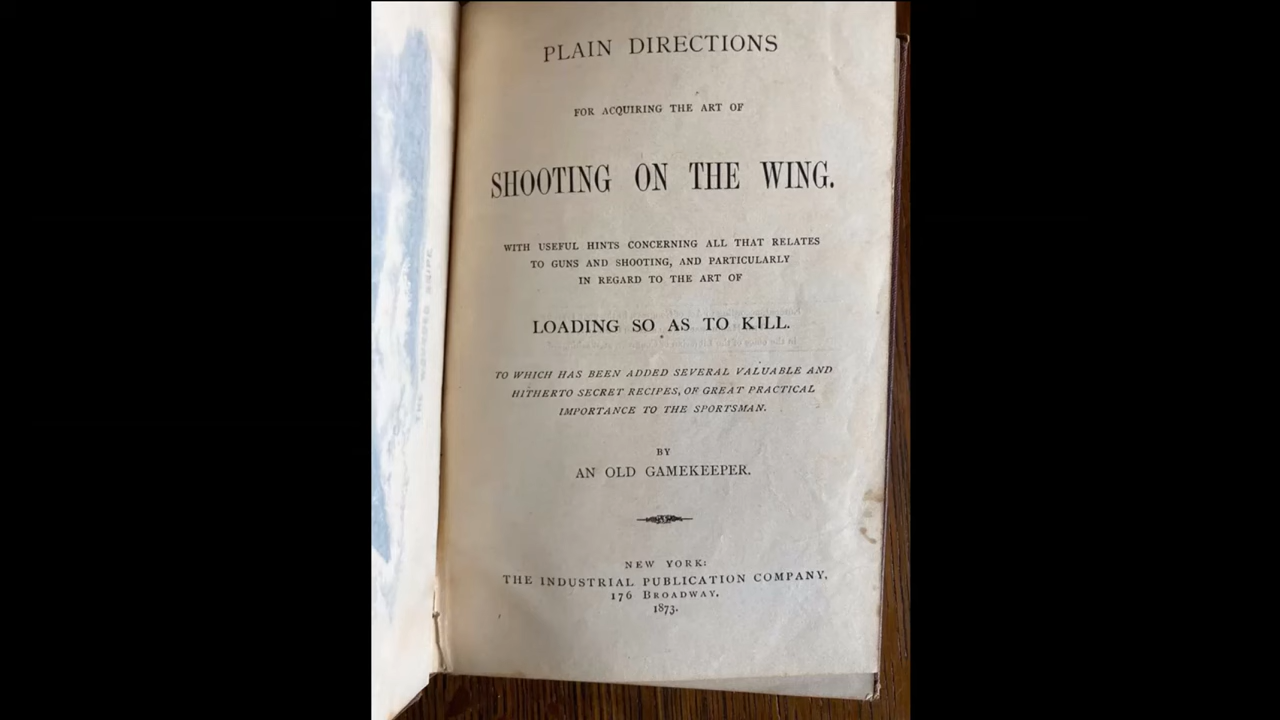 PLAIN DIRECTIONS
FOR ACQUIRING THE ART OF
SHOOTING ON THE WING.
WITH USEFUL HINTS CONCERNING ALL THAT RELATES
TO GUNS AND SHOOTING, AND PARTICULARLY
IN REGARD TO THE ART OF
LOADING SO AS TO KILL.
TO WHICH HAS BEEN ADDED SEVERAL VALUABLE AND
HITHERTO SECRET RECIPES, OF GREAT PRACTICAL
IMPORTANCE TO THE SPORTSMAN.
BY
AN OLD GAMEKEEPER.
NEW YORK:
THE INDUSTRIAL PUBLICATION COMPANY,
176 BROADWAY.
1873.